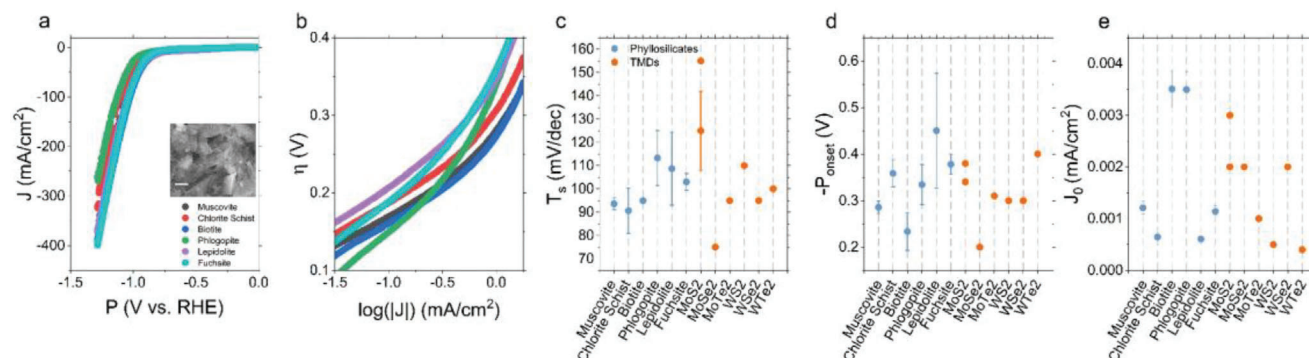 a
J (mA/cm²)
0
-100
-200
-300
-400
-1.5
-1.0
-0.5
0.0
P (V vs. RHE)
Muscovite
Chlorite Schist
Biotite
Phlogopite
Lepidolite
Fuchsite
b
η (V)
0.4
0.3
0.2
0.1
-1.5
-1.0
-0.5
0.0
log(|J|) (mA/cm²)
c
Tₛ (mV/dec)
160
150
140
130
120
110
100
90
80
70
Phyllosilicates
TMDs
Muscovite
Chlorite Schist
Biotite
Phlogopite
Lepidolite
Fuchsite
MoS2
MoSe2
MoTe2
WS2
WSe2
WTe2
d
-Pₒₙₛₑₜ (V)
0.6
0.5
0.4
0.3
0.2
Muscovite
Chlorite Schist
Biotite
Phlogopite
Lepidolite
Fuchsite
MoS2
MoSe2
MoTe2
WS2
WSe2
WTe2
e
J₀ (mA/cm²)
0.004
0.003
0.002
0.001
0.000
Muscovite
Chlorite Schist
Biotite
Phlogopite
Lepidolite
Fuchsite
MoS2
MoSe2
MoTe2
WS2
WSe2
WTe2